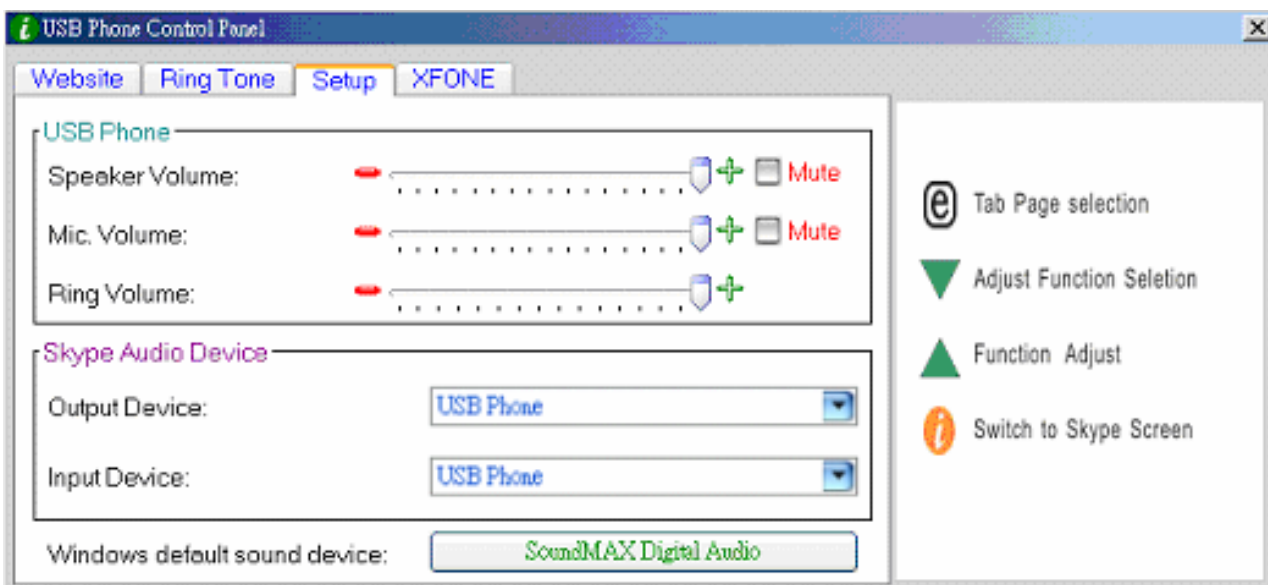 USB Phone Control Panel
Website Ring Tone Setup XFONE
USB Phone
Speaker Volume: Mute
Mic. Volume: Mute
Ring Volume:
Skype Audio Device
Output Device: USB Phone
Input Device: USB Phone
Windows default sound device: SoundMAX Digital Audio
Tab Page selection
Adjust Function Seletion
Function Adjust
Switch to Skype Screen